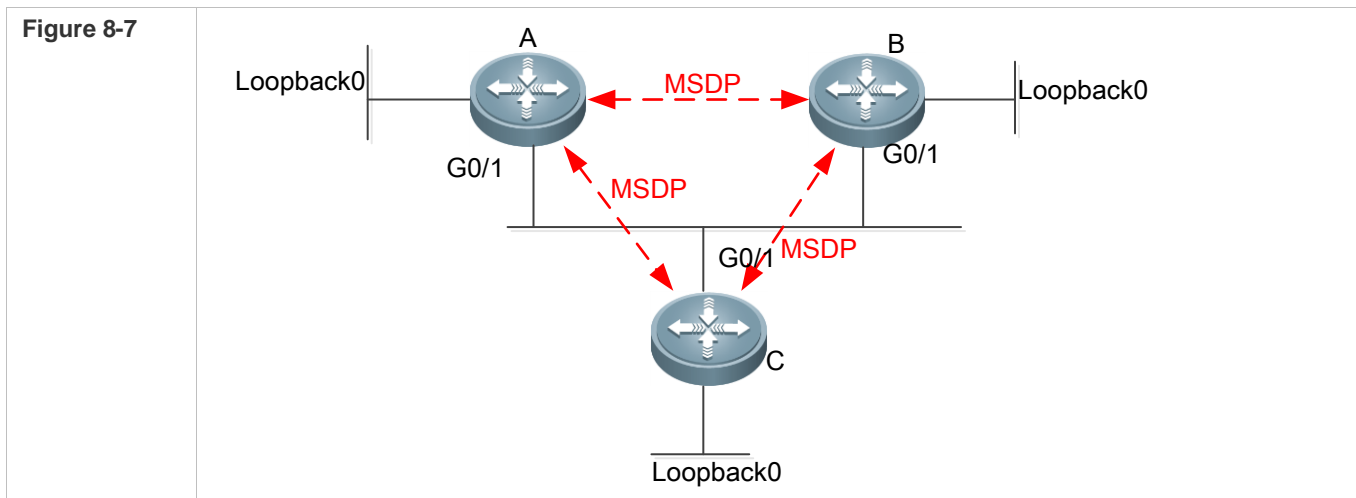 Figure 8-7
A
B
Loopback0
MSDP
Loopback0
G0/1
G0/1
MSDP
G0/1
MSDP
C
Loopback0